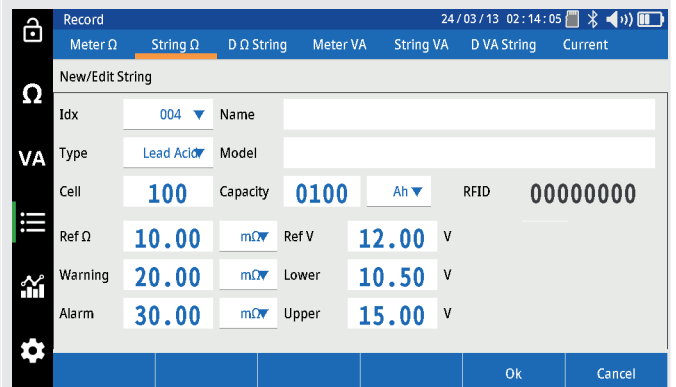 Record 24/03/13 02:14:05
Meter Ω String Ω D Ω String Meter VA String VA D VA String Current
New/Edit String
Ω
Idx 004 Name
VA
Type Lead Acid Model
Cell 100 Capacity 0100 Ah RFID 00000000
Ref Ω 10.00 mΩ Ref V 12.00 V
Warning 20.00 mΩ Lower 10.50 V
Alarm 30.00 mΩ Upper 15.00 V
Ok Cancel